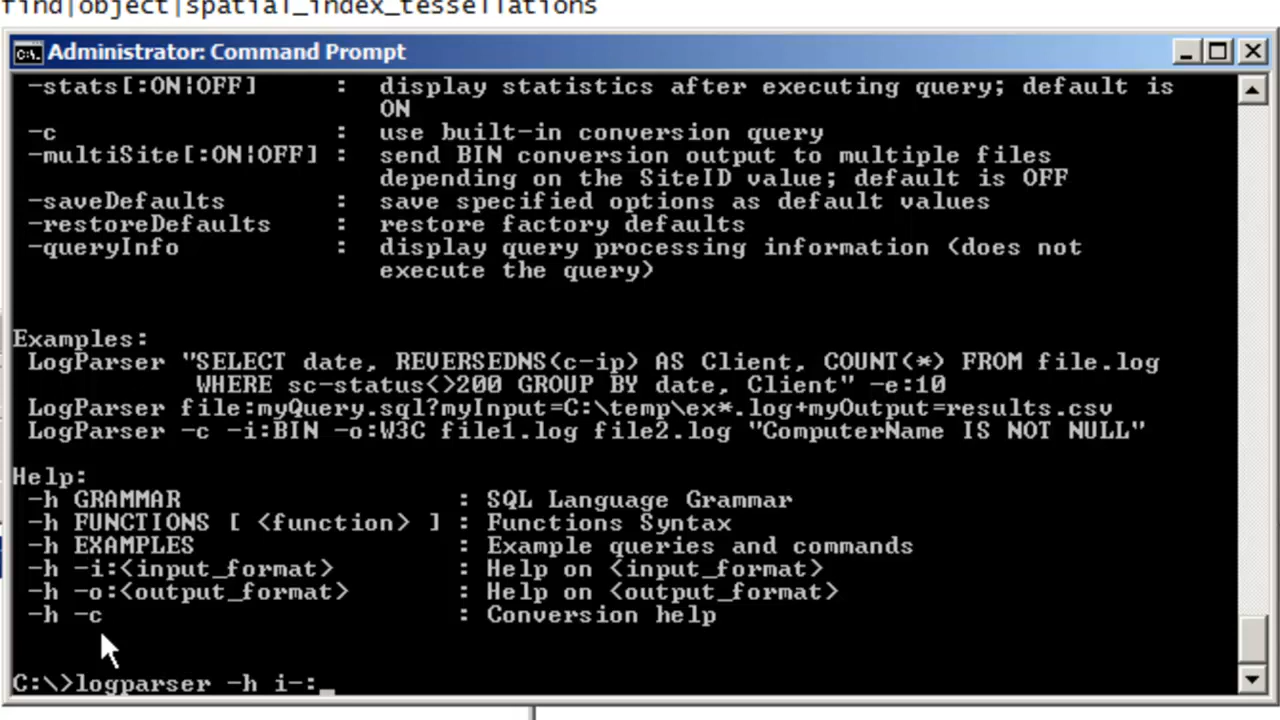 find|object|spatial_index_tessellations
Administrator: Command Prompt
-stats[:ON|OFF] : display statistics after executing query; default is
ON
-c : use built-in conversion query
-multiSite[:ON|OFF] : send BIN conversion output to multiple files
depending on the SiteID value; default is OFF
-saveDefaults : save specified options as default values
-restoreDefaults : restore factory defaults
-queryInfo : display query processing information (does not
execute the query)
Examples:
LogParser "SELECT date, REVERSEDNS(c-ip) AS Client, COUNT(*) FROM file.log
WHERE sc-status<>200 GROUP BY date, Client" -e:10
LogParser file:myQuery.sql?myInput=C:\temp\ex*.log+myOutput=results.csv
LogParser -c -i:BIN -o:W3C file1.log file2.log "ComputerName IS NOT NULL"
Help:
-h GRAMMAR : SQL Language Grammar
-h FUNCTIONS [ <function> ] : Functions Syntax
-h EXAMPLES : Example queries and commands
-h -i:<input_format> : Help on <input_format>
-h -o:<output_format> : Help on <output_format>
-h -c : Conversion help
C:\>logparser -h i-:_